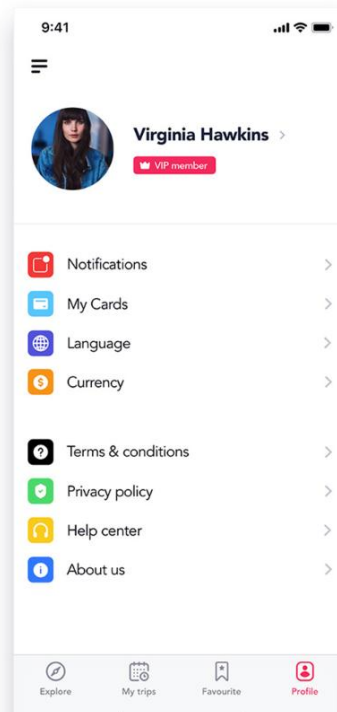 9:41
Virginia Hawkins
VIP member
Notifications
My Cards
Language
Currency
Terms & conditions
Privacy policy
Help center
About us
Explore My trips Favourite Profile